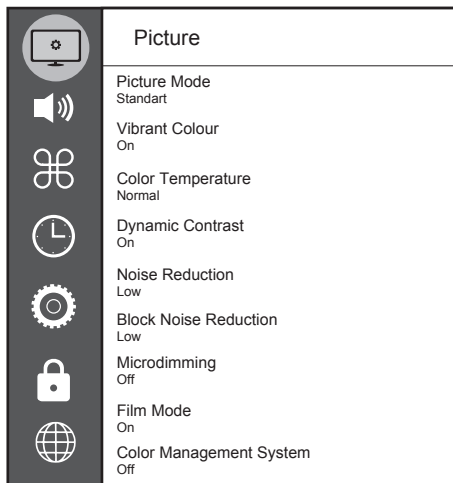 Picture
Picture Mode
Standart
Vibrant Colour
On
Color Temperature
Normal
Dynamic Contrast
On
Noise Reduction
Low
Block Noise Reduction
Low
Microdimming
Off
Film Mode
On
Color Management System
Off